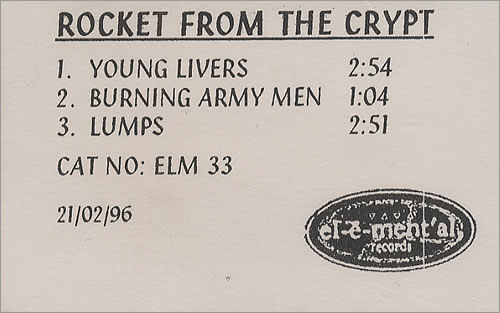 ROCKET FROM THE CRYPT
1. YOUNG LIVERS 2:54
2. BURNING ARMY MEN 1:04
3. LUMPS 2:51
CAT NO: ELM 33
21/02/96
el-e-ment'al
records